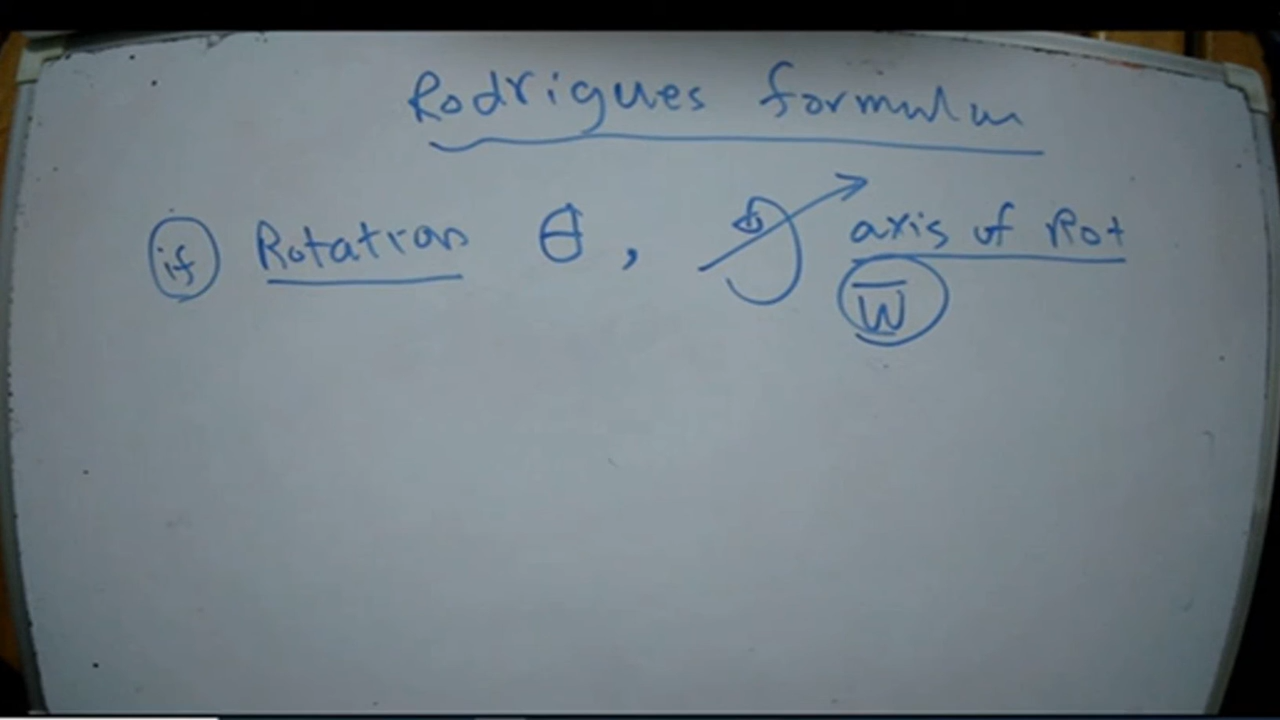 Rodrigues formula
if Rotation θ, axis of Rot
W̅